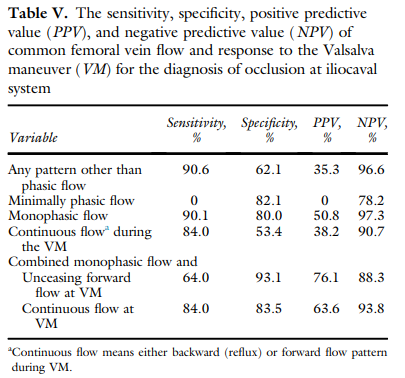 Table V. The sensitivity, specificity, positive predictive
value (PPV), and negative predictive value (NPV) of
common femoral vein flow and response to the Valsalva
maneuver (VM) for the diagnosis of occlusion at iliocaval
system
Sensitivity, Specificity, PPV, NPV,
Variable % % % %
Any pattern other than 90.6 62.1 35.3 96.6
phasic flow
Minimally phasic flow 0 82.1 0 78.2
Monophasic flow 90.1 80.0 50.8 97.3
Continuous flowa during 84.0 53.4 38.2 90.7
the VM
Combined monophasic flow and
Unceasing forward 64.0 93.1 76.1 88.3
flow at VM
Continuous flow at 84.0 83.5 63.6 93.8
VM
aContinuous flow means either backward (reflux) or forward flow pattern
during VM.